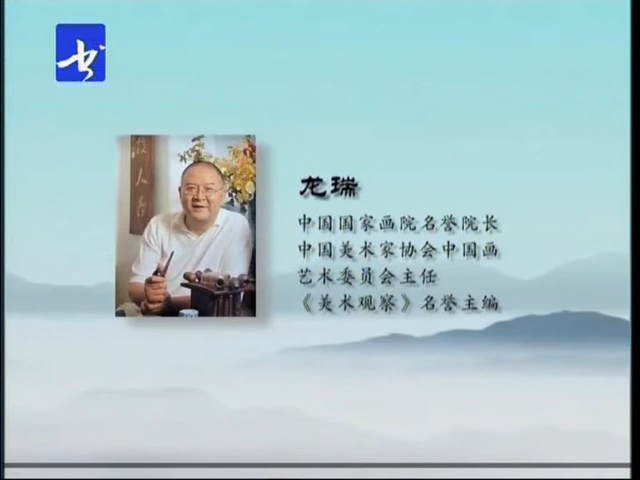 书
龙瑞
中国国家画院名誉院长
中国美术家协会中国画
艺术委员会主任
《美术观察》名誉主编